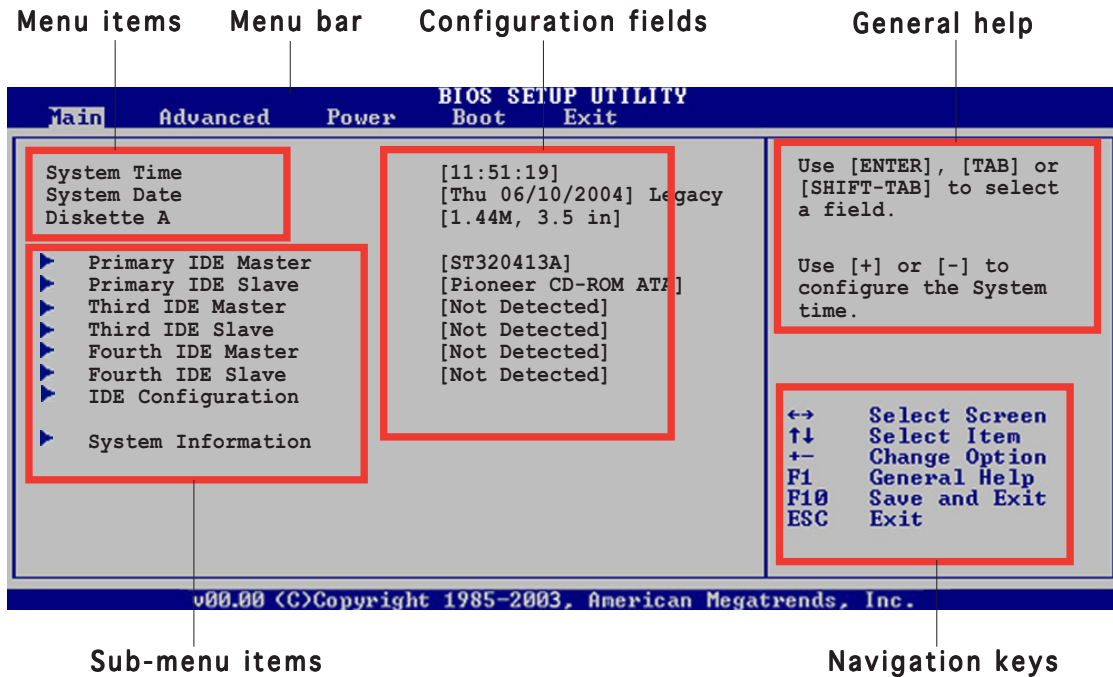 Menu items Menu bar Configuration fields General help
BIOS SETUP UTILITY
Main Advanced Power Boot Exit
System Time [11:51:19]
System Date [Thu 06/10/2004] Legacy
Diskette A [1.44M, 3.5 in]
Primary IDE Master [ST320413A]
Primary IDE Slave [Pioneer CD-ROM ATA]
Third IDE Master [Not Detected]
Third IDE Slave [Not Detected]
Fourth IDE Master [Not Detected]
Fourth IDE Slave [Not Detected]
IDE Configuration
System Information
Use [ENTER], [TAB] or
[SHIFT-TAB] to select
a field.
Use [+] or [-] to
configure the System
time.
←→ Select Screen
↑↓ Select Item
+- Change Option
F1 General Help
F10 Save and Exit
ESC Exit
v00.00 (C)Copyright 1985-2003, American Megatrends, Inc.
Sub-menu items Navigation keys